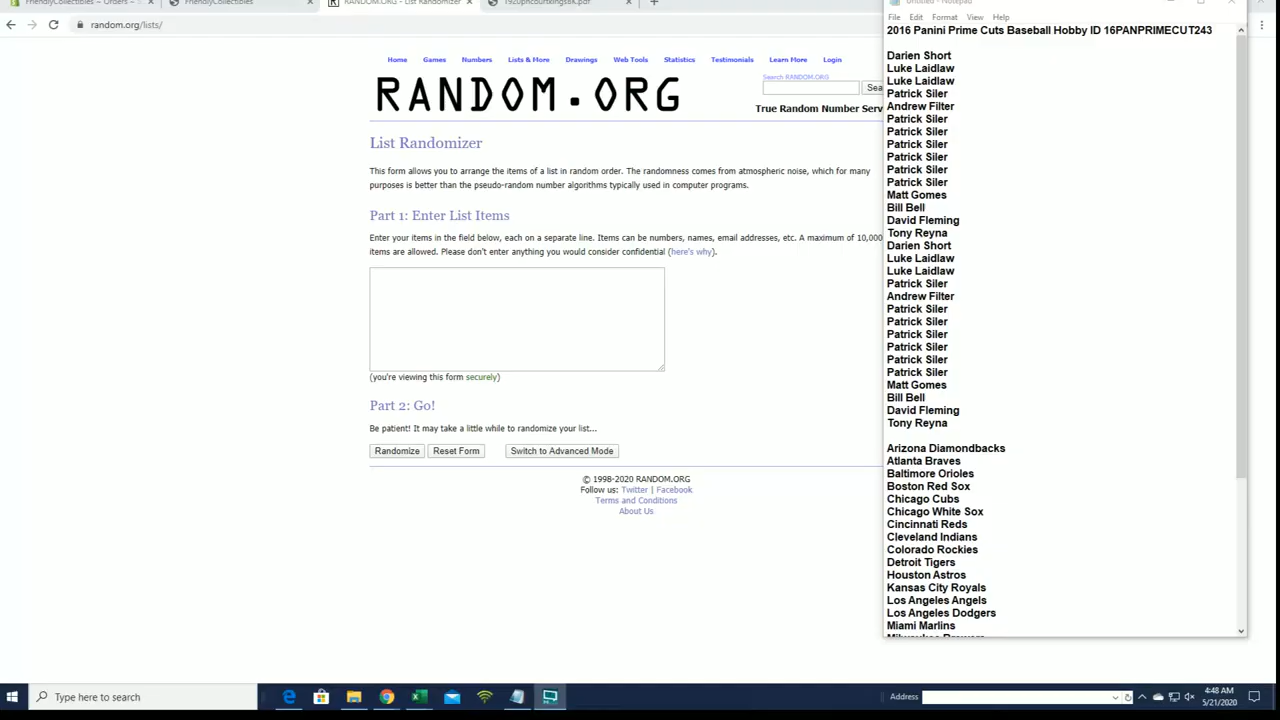 FriendlyCollectibles – Orders –
FriendlyCollectibles
RANDOM.ORG - List Randomizer
random.org/lists/
Home Games Numbers Lists & More Drawings Web Tools Statistics Testimonials Learn More Login
Search RANDOM.ORG
RANDOM.ORG
True Random Number Serv
List Randomizer
This form allows you to arrange the items of a list in random order. The randomness comes from atmospheric noise, which for many
purposes is better than the pseudo-random number algorithms typically used in computer programs.
Part 1: Enter List Items
Enter your items in the field below, each on a separate line. Items can be numbers, names, email addresses, etc. A maximum of 10,000
items are allowed. Please don't enter anything you would consider confidential (here's why).
(you're viewing this form securely)
Part 2: Go!
Be patient! It may take a little while to randomize your list...
Randomize Reset Form Switch to Advanced Mode
© 1998-2020 RANDOM.ORG
Follow us: Twitter | Facebook
Terms and Conditions
About Us
Untitled - Notepad
File Edit Format View Help
2016 Panini Prime Cuts Baseball Hobby ID 16PANPRIMECUT243
Darien Short
Luke Laidlaw
Luke Laidlaw
Patrick Siler
Andrew Filter
Patrick Siler
Patrick Siler
Patrick Siler
Patrick Siler
Patrick Siler
Patrick Siler
Matt Gomes
Bill Bell
David Fleming
Tony Reyna
Darien Short
Luke Laidlaw
Luke Laidlaw
Patrick Siler
Andrew Filter
Patrick Siler
Patrick Siler
Patrick Siler
Patrick Siler
Patrick Siler
Patrick Siler
Matt Gomes
Bill Bell
David Fleming
Tony Reyna
Arizona Diamondbacks
Atlanta Braves
Baltimore Orioles
Boston Red Sox
Chicago Cubs
Chicago White Sox
Cincinnati Reds
Cleveland Indians
Colorado Rockies
Detroit Tigers
Houston Astros
Kansas City Royals
Los Angeles Angels
Los Angeles Dodgers
Miami Marlins
Milwaukee Brewers
Type here to search
Address
4:48 AM
5/21/2020